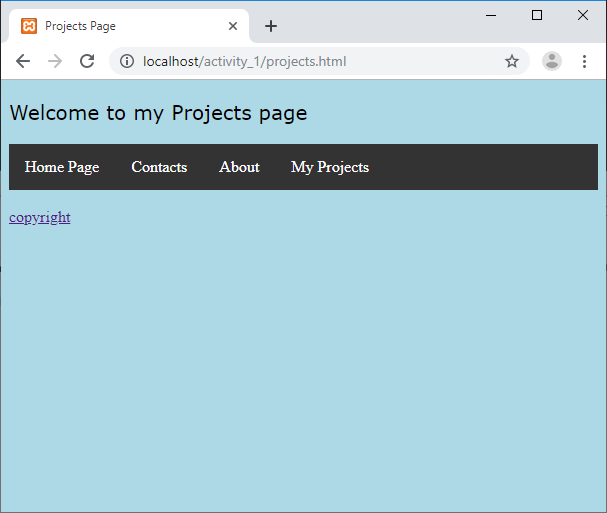 Projects Page
localhost/activity_1/projects.html
Welcome to my Projects page
Home Page Contacts About My Projects
copyright